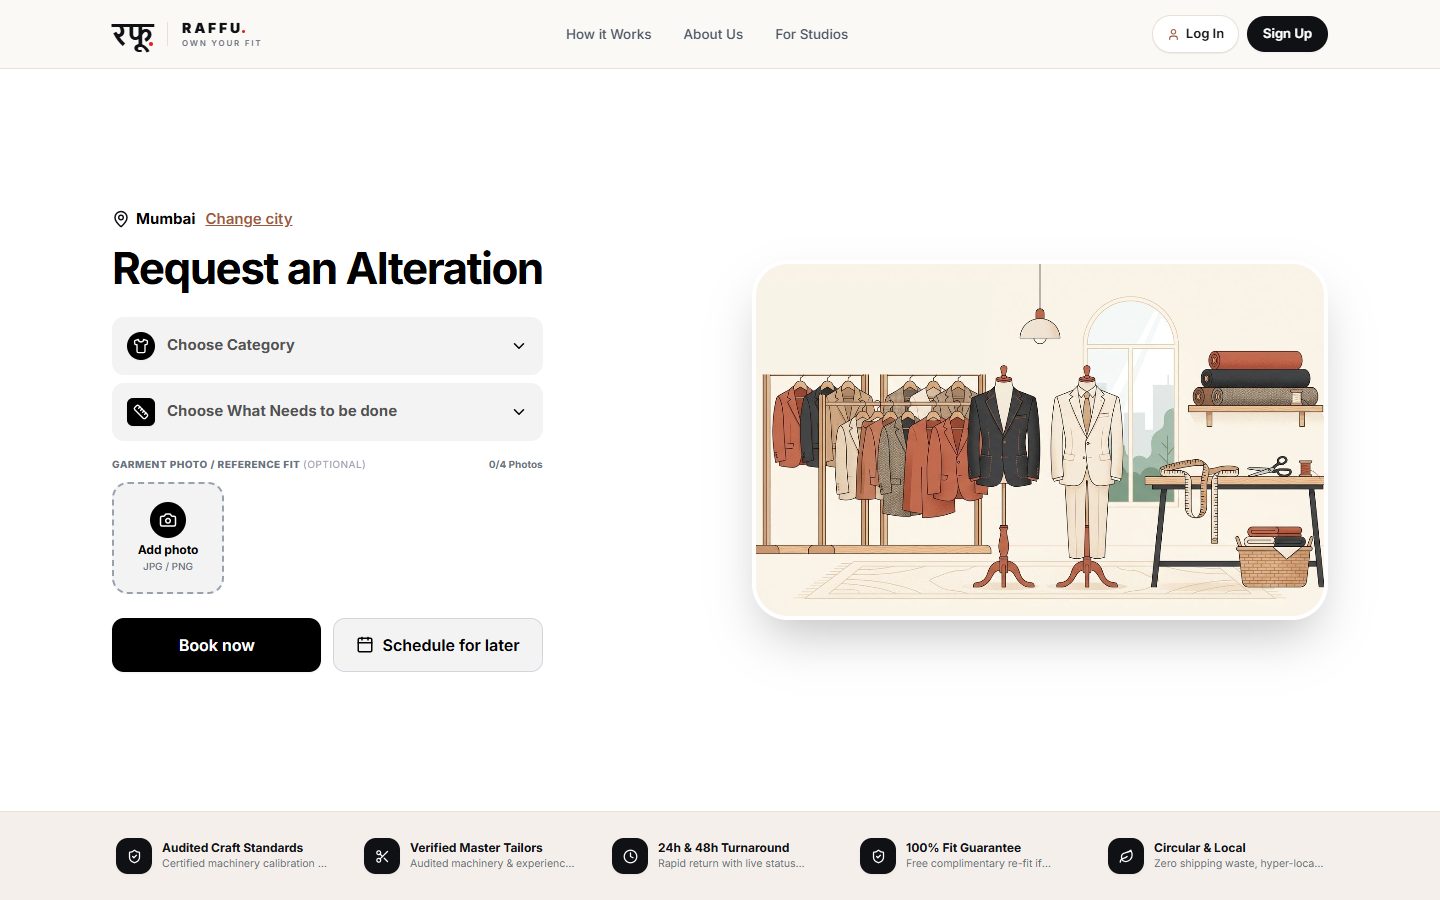 रफू.
RAFFU.
OWN YOUR FIT
How it Works
About Us
For Studios
Log In
Sign Up
Mumbai Change city
Request an Alteration
Choose Category
Choose What Needs to be done
GARMENT PHOTO / REFERENCE FIT (OPTIONAL)
0/4 Photos
Add photo
JPG / PNG
Book now
Schedule for later
Audited Craft Standards
Certified machinery calibration ...
Verified Master Tailors
Audited machinery & experienc...
24h & 48h Turnaround
Rapid return with live status...
100% Fit Guarantee
Free complimentary re-fit if...
Circular & Local
Zero shipping waste, hyper-loca...